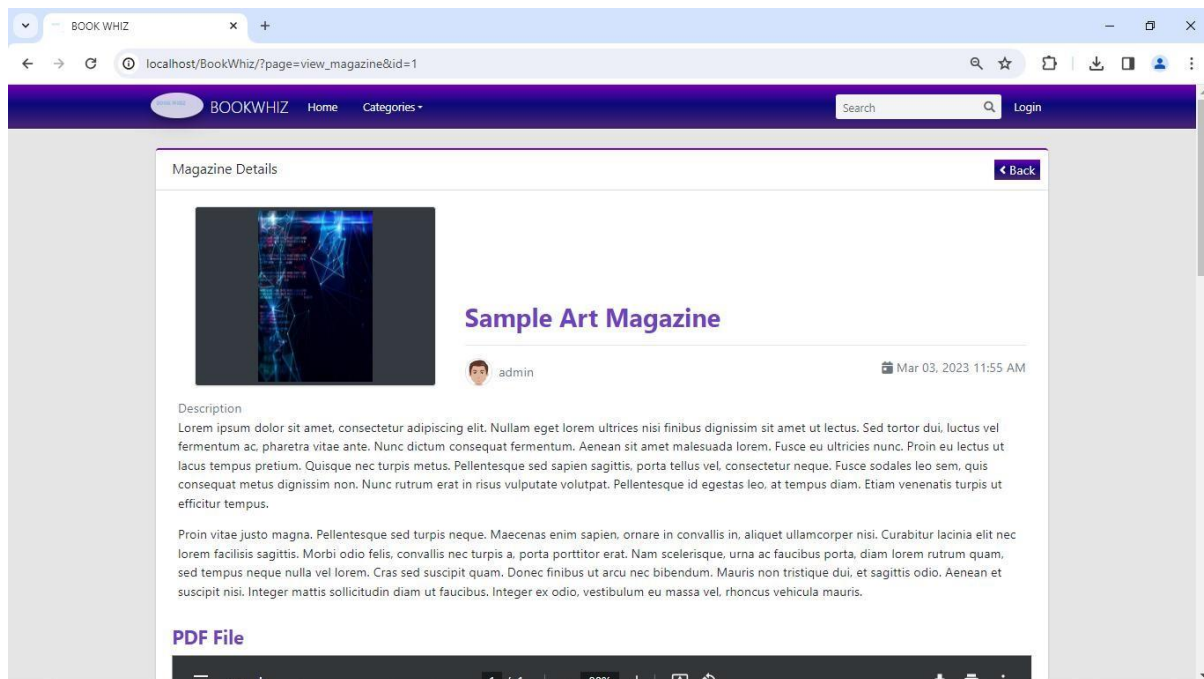 BOOK WHIZ
localhost/BookWhiz/?page=view_magazine&id=1
BOOKWHIZ Home Categories Search Login
Magazine Details Back
Sample Art Magazine
admin Mar 03, 2023 11:55 AM
Description
Lorem ipsum dolor sit amet, consectetur adipiscing elit. Nullam eget lorem ultrices nisi finibus dignissim sit amet ut lectus. Sed tortor dui, luctus vel
fermentum ac, pharetra vitae ante. Nunc dictum consequat fermentum. Aenean sit amet malesuada lorem. Fusce eu ultricies nunc. Proin eu lectus ut
lacus tempus pretium. Quisque nec turpis metus. Pellentesque sed sapien sagittis, porta tellus vel, consectetur neque. Fusce sodales leo sem, quis
consequat metus dignissim non. Nunc rutrum erat in risus vulputate volutpat. Pellentesque id egestas leo, at tempus diam. Etiam venenatis turpis ut
efficitur tempus.
Proin vitae justo magna. Pellentesque sed turpis neque. Maecenas enim sapien, ornare in convallis in, aliquet ullamcorper nisi. Curabitur lacinia elit nec
lorem facilisis sagittis. Morbi odio felis, convallis nec turpis a, porta porttitor erat. Nam scelerisque, urna ac faucibus porta, diam lorem rutrum quam,
sed tempus neque nulla vel lorem. Cras sed suscipit quam. Donec finibus ut arcu nec bibendum. Mauris non tristique dui, et sagittis odio. Aenean et
suscipit nisi. Integer mattis sollicitudin diam ut faucibus. Integer ex odio, vestibulum eu massa vel, rhoncus vehicula mauris.
PDF File